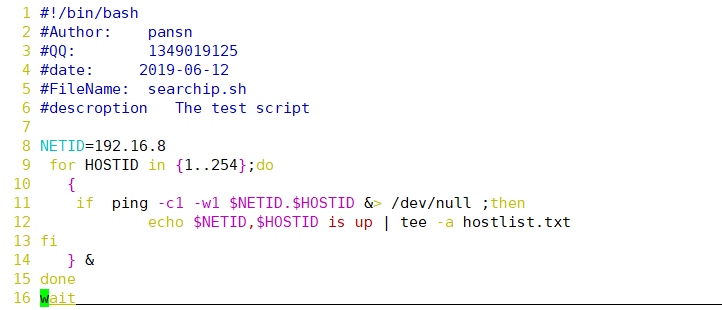 1 #!/bin/bash
2 #Author:    pansn
3 #QQ:        1349019125
4 #date:     2019-06-12
5 #FileName:  searchip.sh
6 #descroption   The test script
7
8 NETID=192.16.8
9  for HOSTID in {1..254};do
10    {
11     if  ping -c1 -w1 $NETID.$HOSTID &> /dev/null ;then
12             echo $NETID,$HOSTID is up | tee -a hostlist.txt
13 fi
14    } &
15 done
16 wait